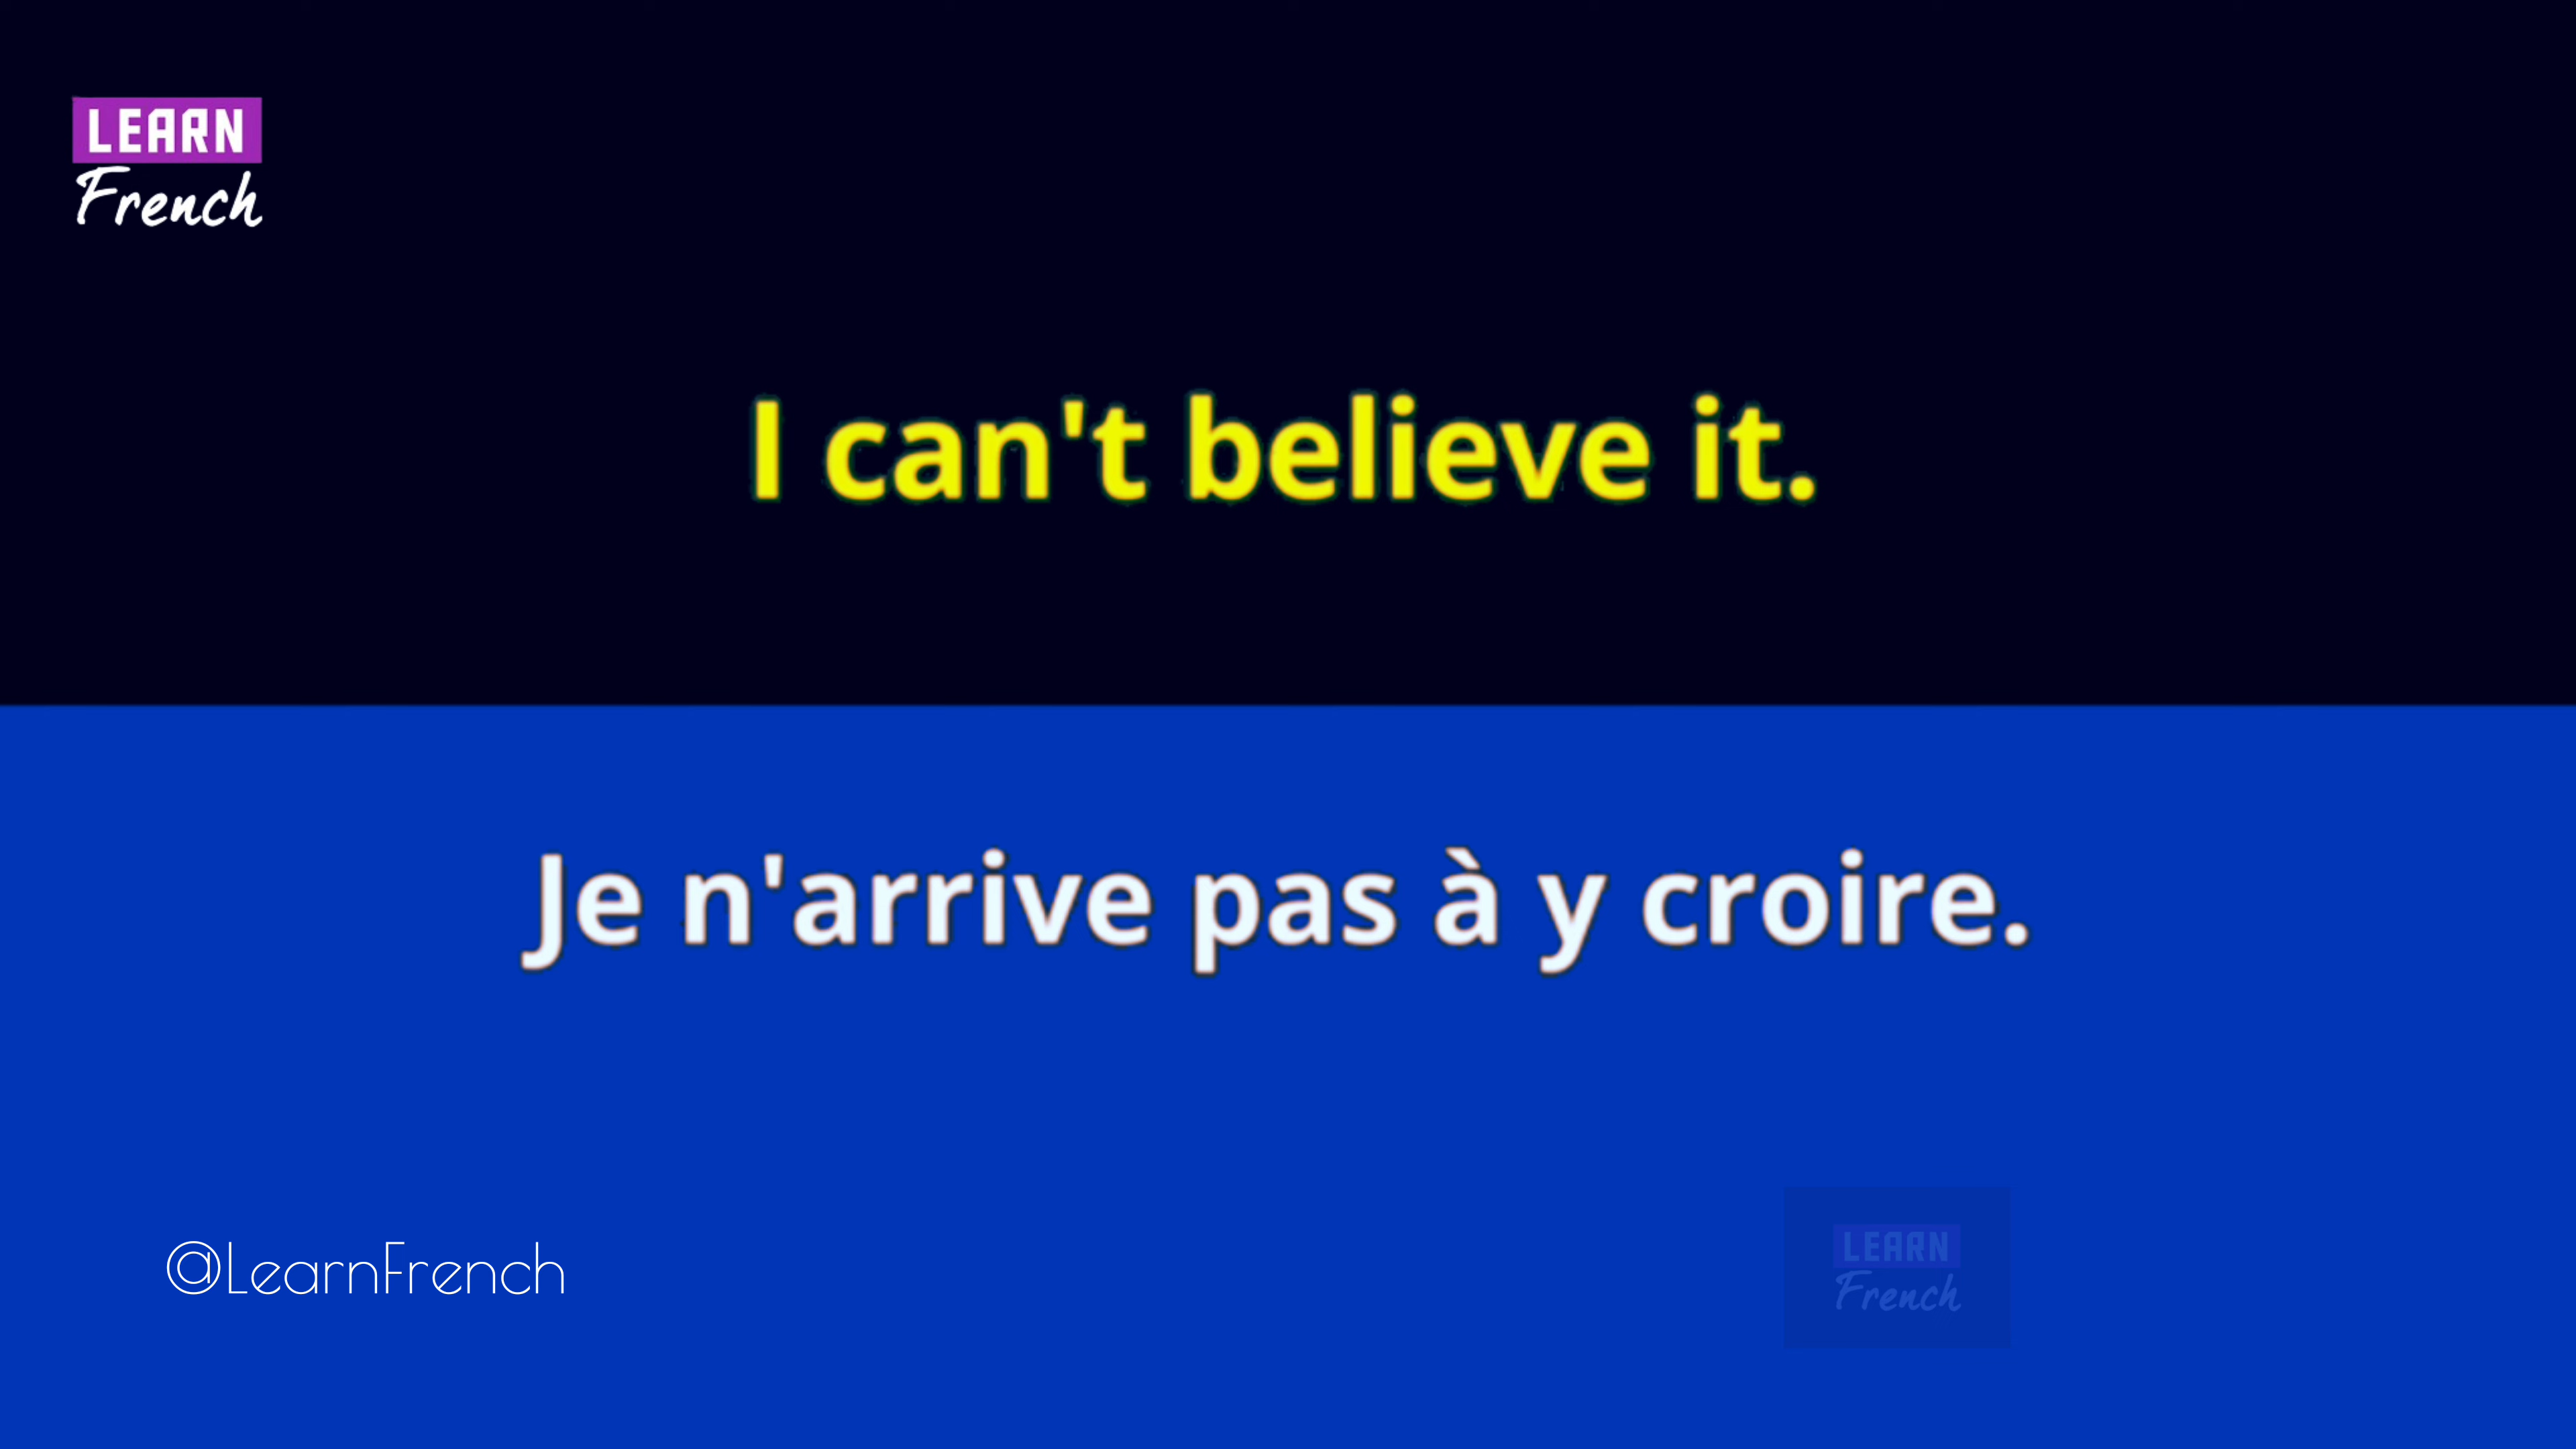 LEARN
French
I can't believe it.
Je n'arrive pas à y croire.
@LearnFrench
LEARN
French